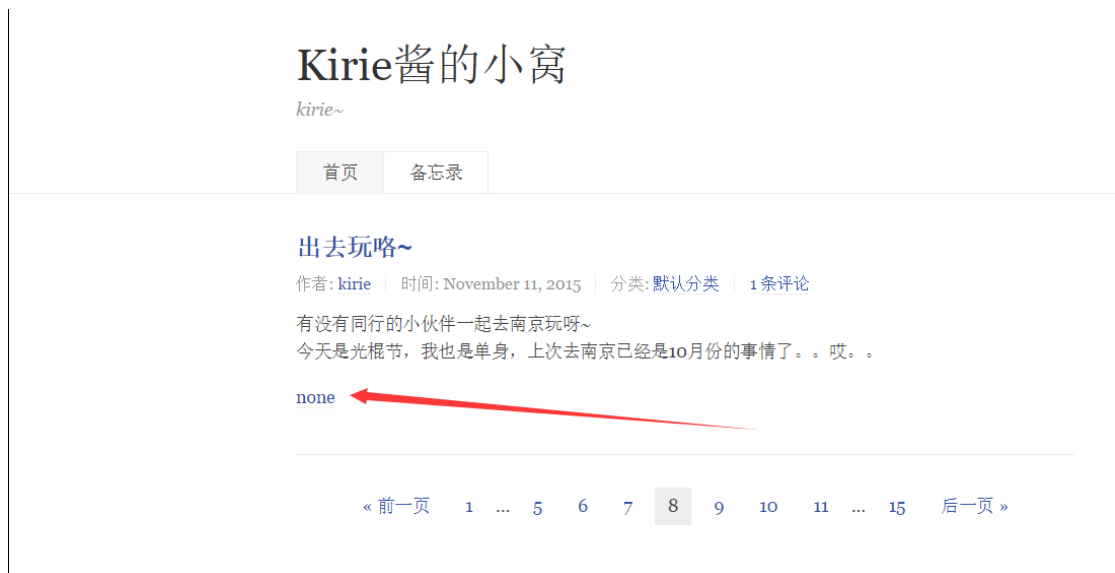 Kirie酱的小窝
kirie~
首页 备忘录
出去玩咯~
作者: kirie 时间: November 11, 2015 分类: 默认分类 1 条评论
有没有同行的小伙伴一起去南京玩呀~
今天是光棍节，我也是单身，上次去南京已经是10月份的事情了。。哎。。
none
« 前一页 1 ... 5 6 7 8 9 10 11 ... 15 后一页 »